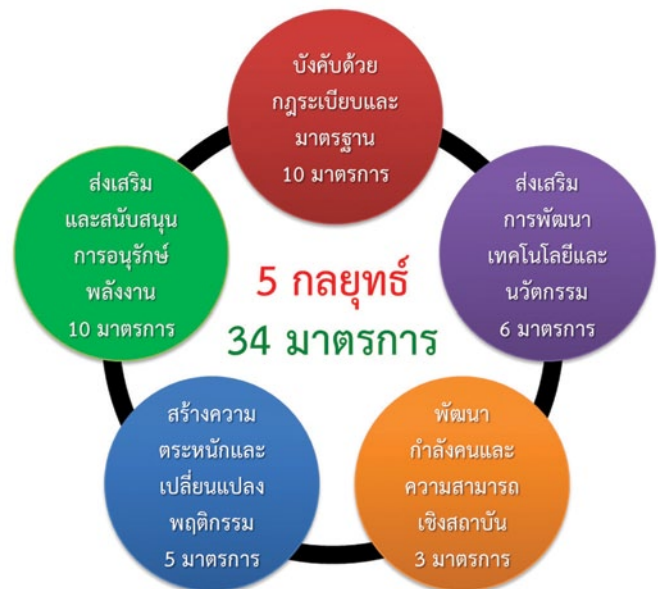 บังคับด้วย
กฎระเบียบและ
มาตรฐาน
10 มาตรการ
ส่งเสริม
การพัฒนา
เทคโนโลยีและ
นวัตกรรม
6 มาตรการ
พัฒนา
กำลังคนและ
ความสามารถ
เชิงสถาบัน
3 มาตรการ
สร้างความ
ตระหนักและ
เปลี่ยนแปลง
พฤติกรรม
5 มาตรการ
ส่งเสริม
และสนับสนุน
การอนุรักษ์
พลังงาน
10 มาตรการ
5 กลยุทธ์
34 มาตรการ